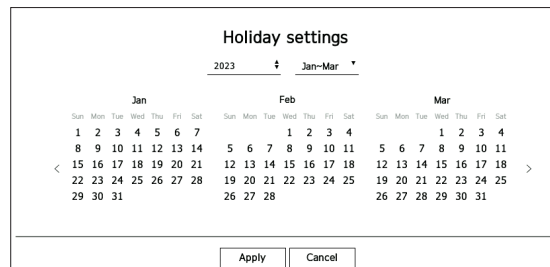 Holiday settings
2023 Jan~Mar
Jan Feb Mar
Sun Mon Tue Wed Thu Fri Sat Sun Mon Tue Wed Thu Fri Sat Sun Mon Tue Wed Thu Fri Sat
1 2 3 4 5 6 7 1 2 3 4 1 2 3 4
8 9 10 11 12 13 14 5 6 7 8 9 10 11 5 6 7 8 9 10 11
15 16 17 18 19 20 21 12 13 14 15 16 17 18 12 13 14 15 16 17 18
22 23 24 25 26 27 28 19 20 21 22 23 24 25 19 20 21 22 23 24 25
29 30 31 26 27 28 26 27 28 29 30 31
Apply Cancel